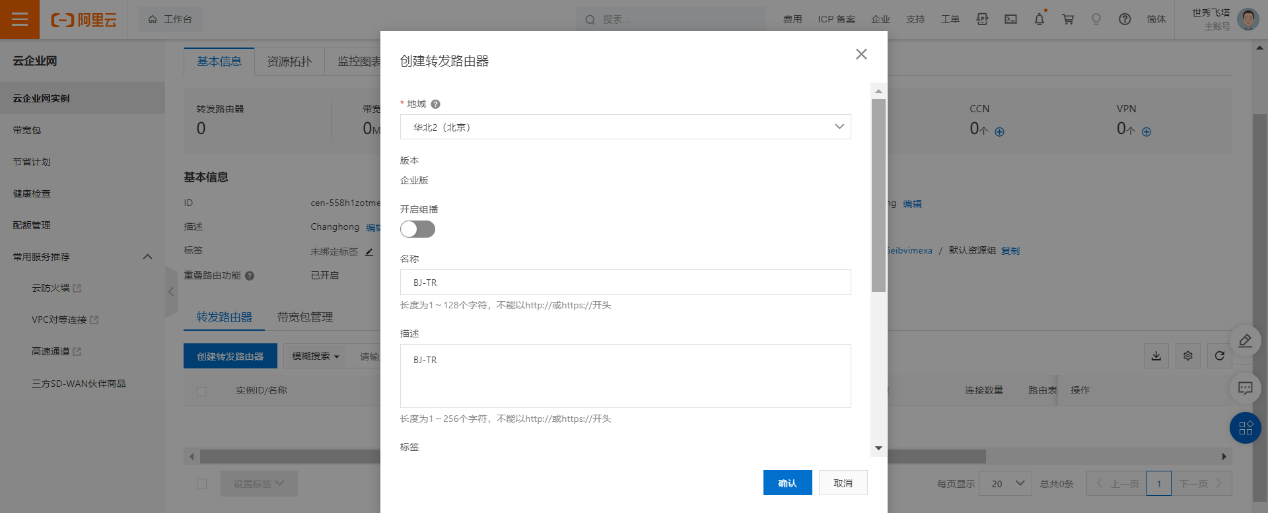 阿里云
工作台
搜索...
费用
ICP 备案
企业
支持
工单
简体
世秀飞塔
主账号
云企业网
云企业网实例
带宽包
节省计划
健康检查
配额管理
常用服务推荐
云防火墙
VPC对等连接
高速通道
三方SD-WAN伙伴商品
基本信息
资源拓扑
监控图表
转发路由器
0
带宽
0M
CCN
0个
VPN
0个
基本信息
ID
cen-558h1zotme
描述
Changhong
编辑
标签
未绑定标签
重叠路由功能
已开启
ng 编辑
5eibvimexa / 默认资源组 复制
转发路由器
带宽包管理
创建转发路由器
模糊搜索
请输
实例ID/名称
连接数量
路由表
操作
设置标签
每页显示
20
总共0条
上一页
1
下一页
创建转发路由器
* 地域
华北2（北京）
版本
企业版
开启组播
名称
BJ-TR
长度为1～128个字符，不能以http://或https://开头
描述
BJ-TR
长度为1～256个字符，不能以http://或https://开头
标签
确认
取消